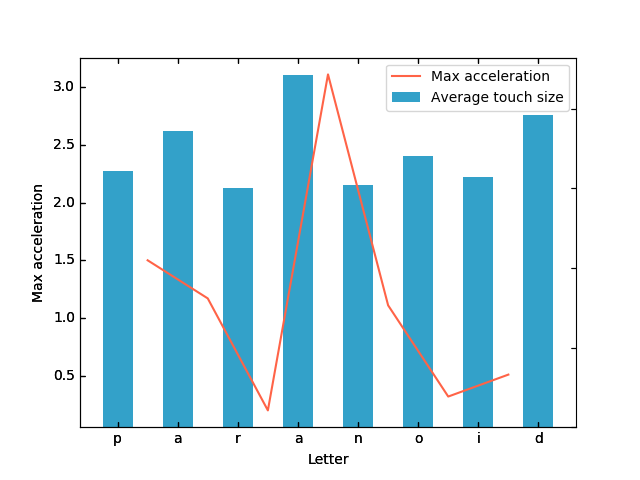 Max acceleration
Average touch size
3.0
2.5
2.0
1.5
1.0
0.5
Max acceleration
p a r a n o i d
Letter